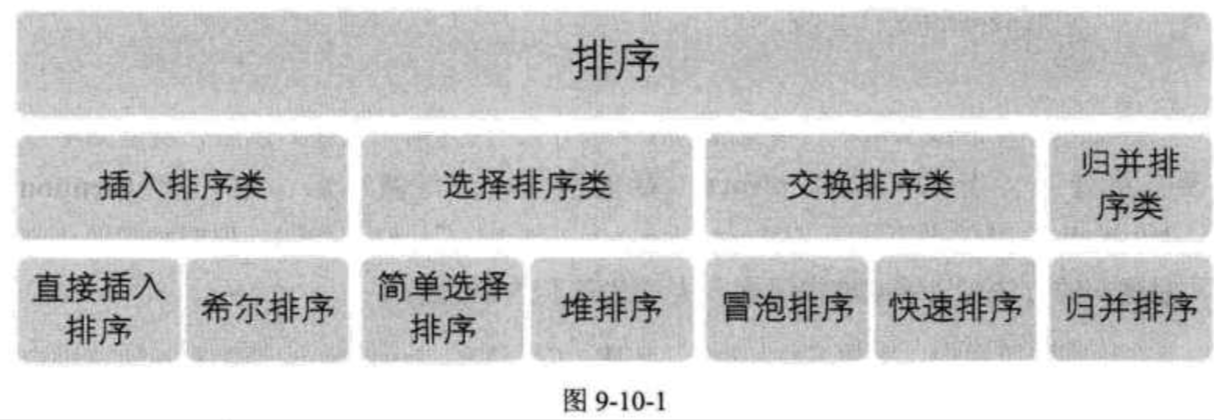 排序
插入排序类
选择排序类
交换排序类
归并排
序类
直接插入
排序
希尔排序
简单选择
排序
堆排序
冒泡排序
快速排序
归并排序
图 9-10-1